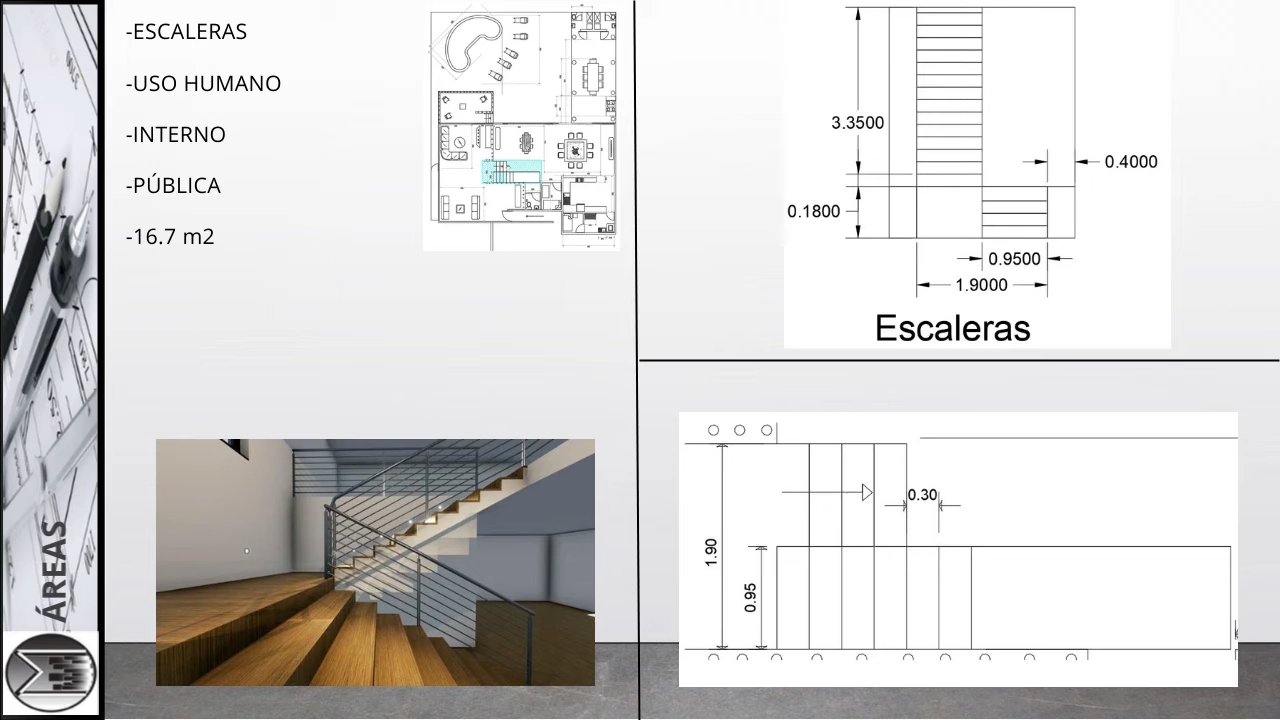 -ESCALERAS
-USO HUMANO
-INTERNO
-PÚBLICA
-16.7 m2
3.3500
0.4000
0.1800
0.9500
1.9000
Escaleras
0.30
1.90
0.95
ÁREAS